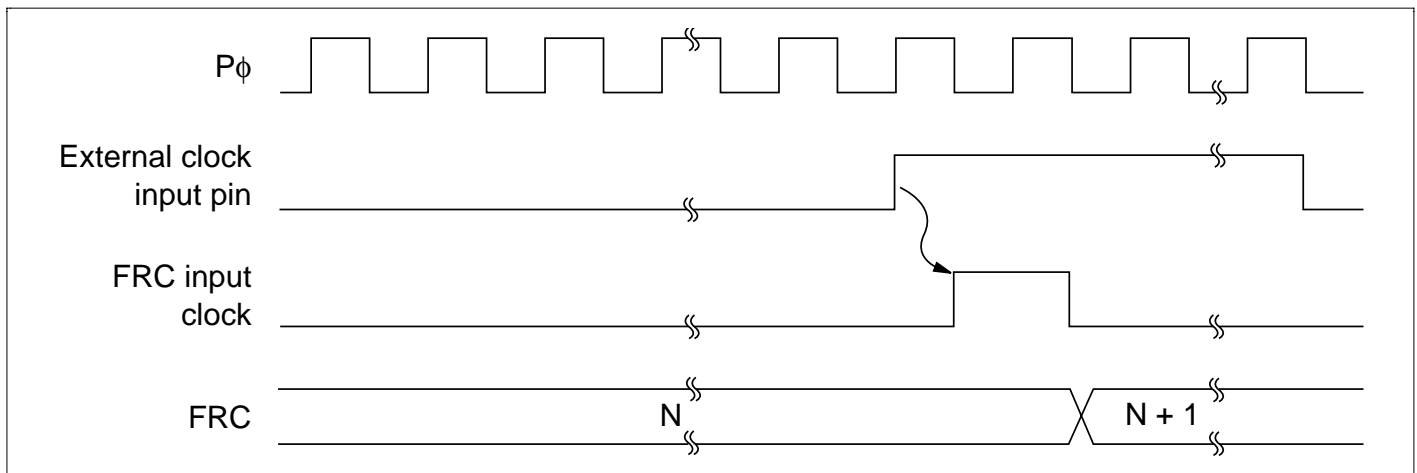 Pϕ
External clock
input pin
FRC input
clock
FRC
N
N + 1